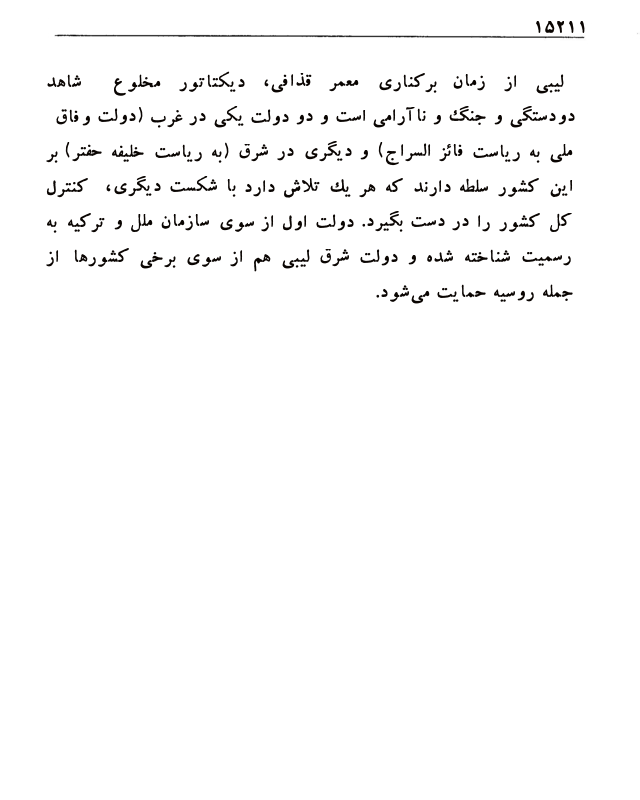 ۱۵۲۱۱
لیبی از زمان برکناری معمر قذافی، دیکتاتور مخلوع شاهد
دودستگی و جنگ و ناآرامی است و دو دولت یکی در غرب (دولت وفاق
ملی به ریاست فائز السراج) و دیگری در شرق (به ریاست خلیفه حفتر) بر
این کشور سلطه دارند که هر یك تلاش دارد با شکست دیگری، کنترل
کل کشور را در دست بگیرد. دولت اول از سوی سازمان ملل و ترکیه به
رسمیت شناخته شده و دولت شرق لیبی هم از سوی برخی کشورها از
جمله روسیه حمایت می‌شود.